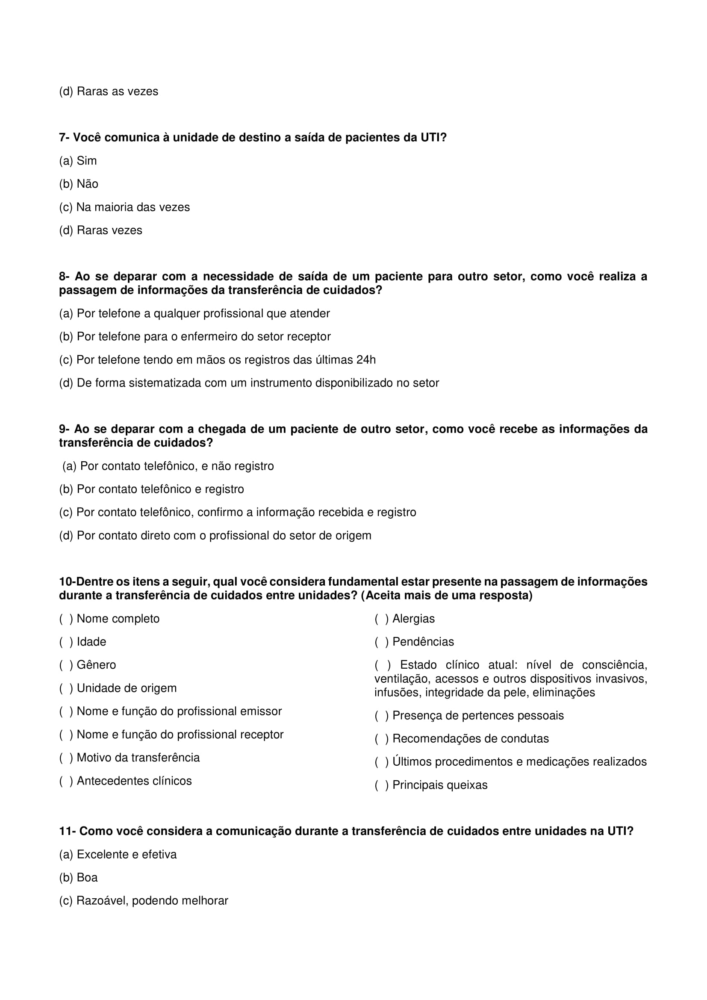 (d) Raras as vezes
7- Você comunica à unidade de destino a saída de pacientes da UTI?
(a) Sim
(b) Não
(c) Na maioria das vezes
(d) Raras vezes
8- Ao se deparar com a necessidade de saída de um paciente para outro setor, como você realiza a
passagem de informações da transferência de cuidados?
(a) Por telefone a qualquer profissional que atender
(b) Por telefone para o enfermeiro do setor receptor
(c) Por telefone tendo em mãos os registros das últimas 24h
(d) De forma sistematizada com um instrumento disponibilizado no setor
9- Ao se deparar com a chegada de um paciente de outro setor, como você recebe as informações da
transferência de cuidados?
(a) Por contato telefônico, e não registro
(b) Por contato telefônico e registro
(c) Por contato telefônico, confirmo a informação recebida e registro
(d) Por contato direto com o profissional do setor de origem
10-Dentre os itens a seguir, qual você considera fundamental estar presente na passagem de informações
durante a transferência de cuidados entre unidades? (Aceita mais de uma resposta)
( ) Nome completo
( ) Idade
( ) Gênero
( ) Unidade de origem
( ) Nome e função do profissional emissor
( ) Nome e função do profissional receptor
( ) Motivo da transferência
( ) Antecedentes clínicos
( ) Alergias
( ) Pendências
( ) Estado clínico atual: nível de consciência,
ventilação, acessos e outros dispositivos invasivos,
infusões, integridade da pele, eliminações
( ) Presença de pertences pessoais
( ) Recomendações de condutas
( ) Últimos procedimentos e medicações realizados
( ) Principais queixas
11- Como você considera a comunicação durante a transferência de cuidados entre unidades na UTI?
(a) Excelente e efetiva
(b) Boa
(c) Razoável, podendo melhorar